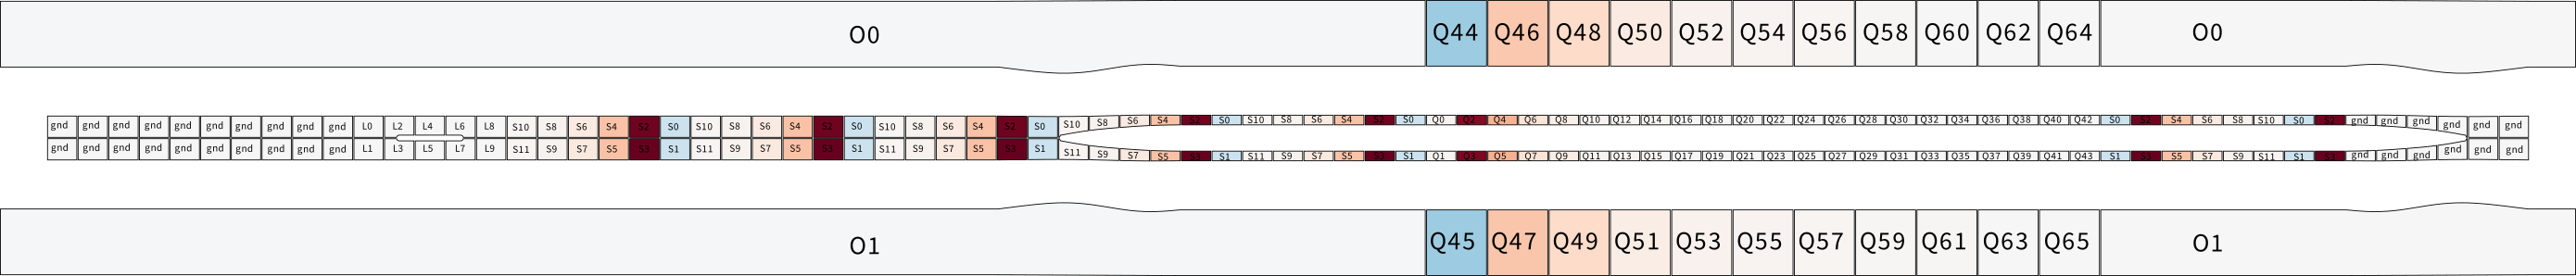 O0 Q44 Q46 Q48 Q50 Q52 Q54 Q56 Q58 Q60 Q62 Q64 O0
gnd gnd gnd gnd gnd gnd gnd gnd gnd gnd L0 L2 L4 L6 L8 S10 S8 S6 S4 S2 S0 S10 S8 S6 S4 S2 S0 S10 S8 S6 S4 S2 S0 S10 S8 S6 S4 S2 S0 S10 S8 S6 S4 S2 S0 Q0 Q2 Q4 Q6 Q8 Q10 Q12 Q14 Q16 Q18 Q20 Q22 Q24 Q26 Q28 Q30 Q32 Q34 Q36 Q38 Q40 Q42 S0 S2 S4 S6 S8 S10 S0 S2 gnd gnd gnd gnd gnd gnd
gnd gnd gnd gnd gnd gnd gnd gnd gnd gnd L1 L3 L5 L7 L9 S11 S9 S7 S5 S3 S1 S11 S9 S7 S5 S3 S1 S11 S9 S7 S5 S3 S1 S11 S9 S7 S5 S3 S1 S11 S9 S7 S5 S3 S1 Q1 Q3 Q5 Q7 Q9 Q11 Q13 Q15 Q17 Q19 Q21 Q23 Q25 Q27 Q29 Q31 Q33 Q35 Q37 Q39 Q41 Q43 S1 S3 S5 S7 S9 S11 S1 S3 gnd gnd gnd gnd gnd gnd
O1 Q45 Q47 Q49 Q51 Q53 Q55 Q57 Q59 Q61 Q63 Q65 O1